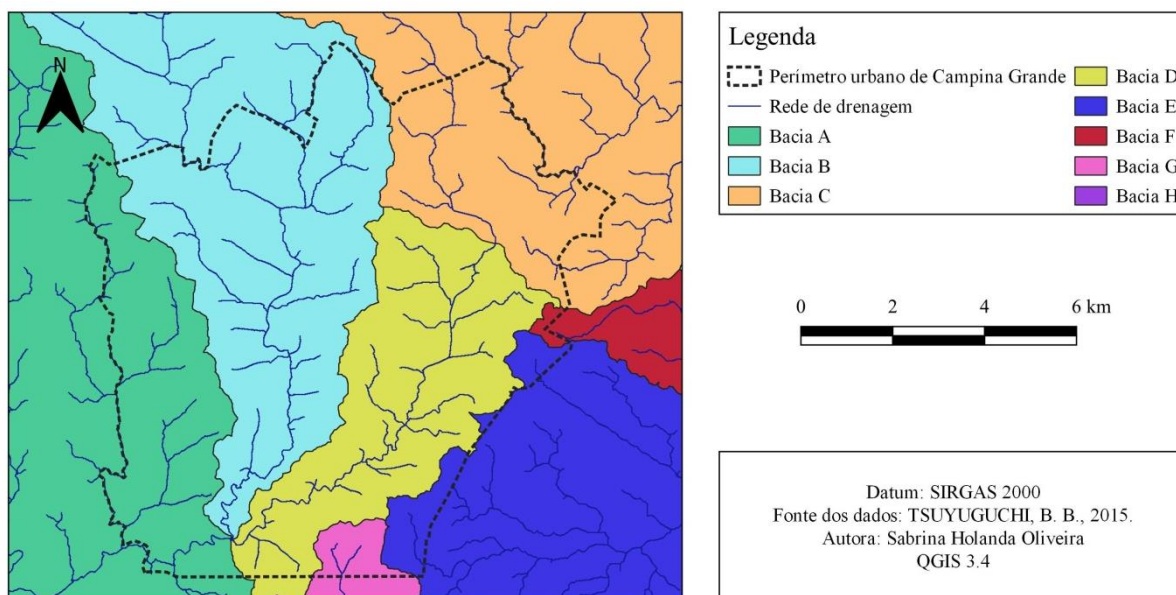 N
Legenda
Perímetro urbano de Campina Grande
Rede de drenagem
Bacia A
Bacia B
Bacia C
Bacia D
Bacia E
Bacia F
Bacia G
Bacia H
0 2 4 6 km
Datum: SIRGAS 2000
Fonte dos dados: TSUYUGUCHI, B. B., 2015.
Autora: Sabrina Holanda Oliveira
QGIS 3.4